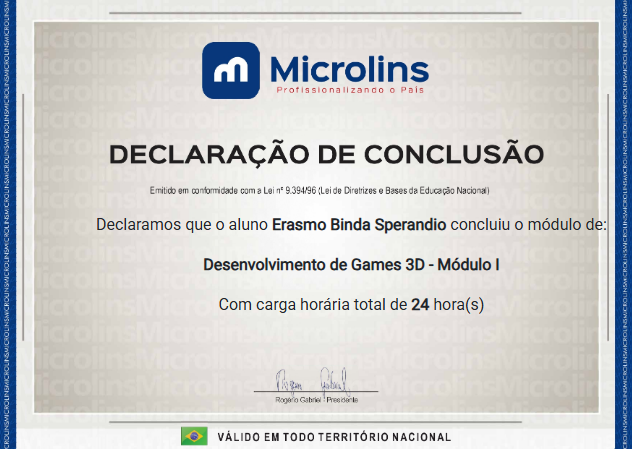 Microlins
Profissionalizando o País
DECLARAÇÃO DE CONCLUSÃO
Emitido em conformidade com a Lei nº 9.394/96 (Lei de Diretrizes e Bases da Educação Nacional)
Declaramos que o aluno Erasmo Binda Sperandio concluiu o módulo de:
Desenvolvimento de Games 3D - Módulo I
Com carga horária total de 24 hora(s)
Rogério Gabriel - Presidente
VÁLIDO EM TODO TERRITÓRIO NACIONAL